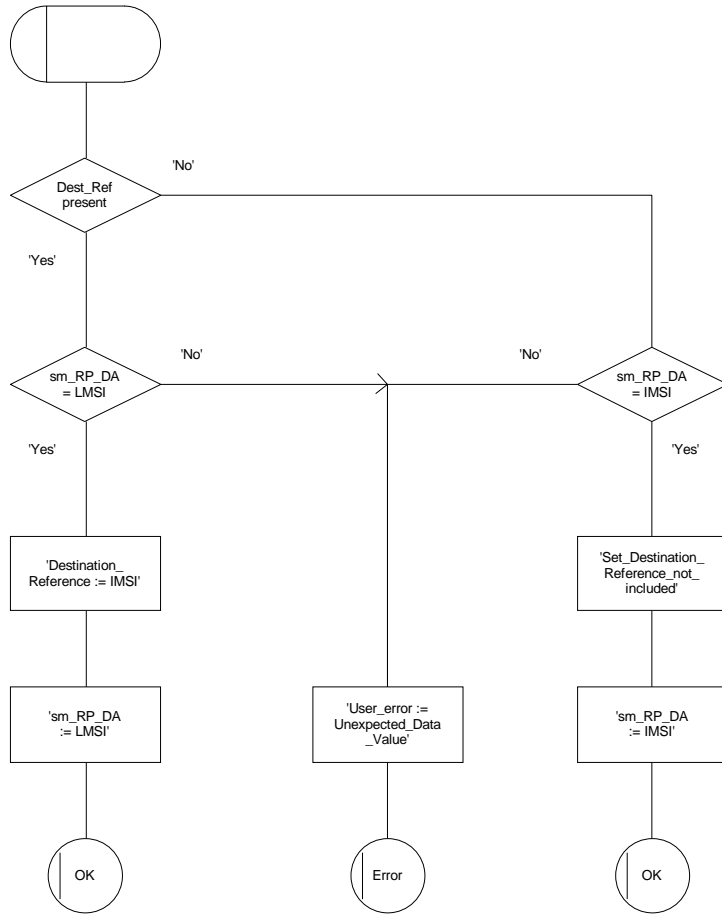 'No'
Dest_Ref
present
'Yes'
'No'
'No'
sm_RP_DA
= LMSI
sm_RP_DA
= IMSI
'Yes'
'Yes'
'Destination_
Reference := IMSI'
'Set_Destination_
Reference_not_
included'
'sm_RP_DA
:= LMSI'
'User_error :=
Unexpected_Data
_Value'
'sm_RP_DA
:= IMSI'
OK
Error
OK